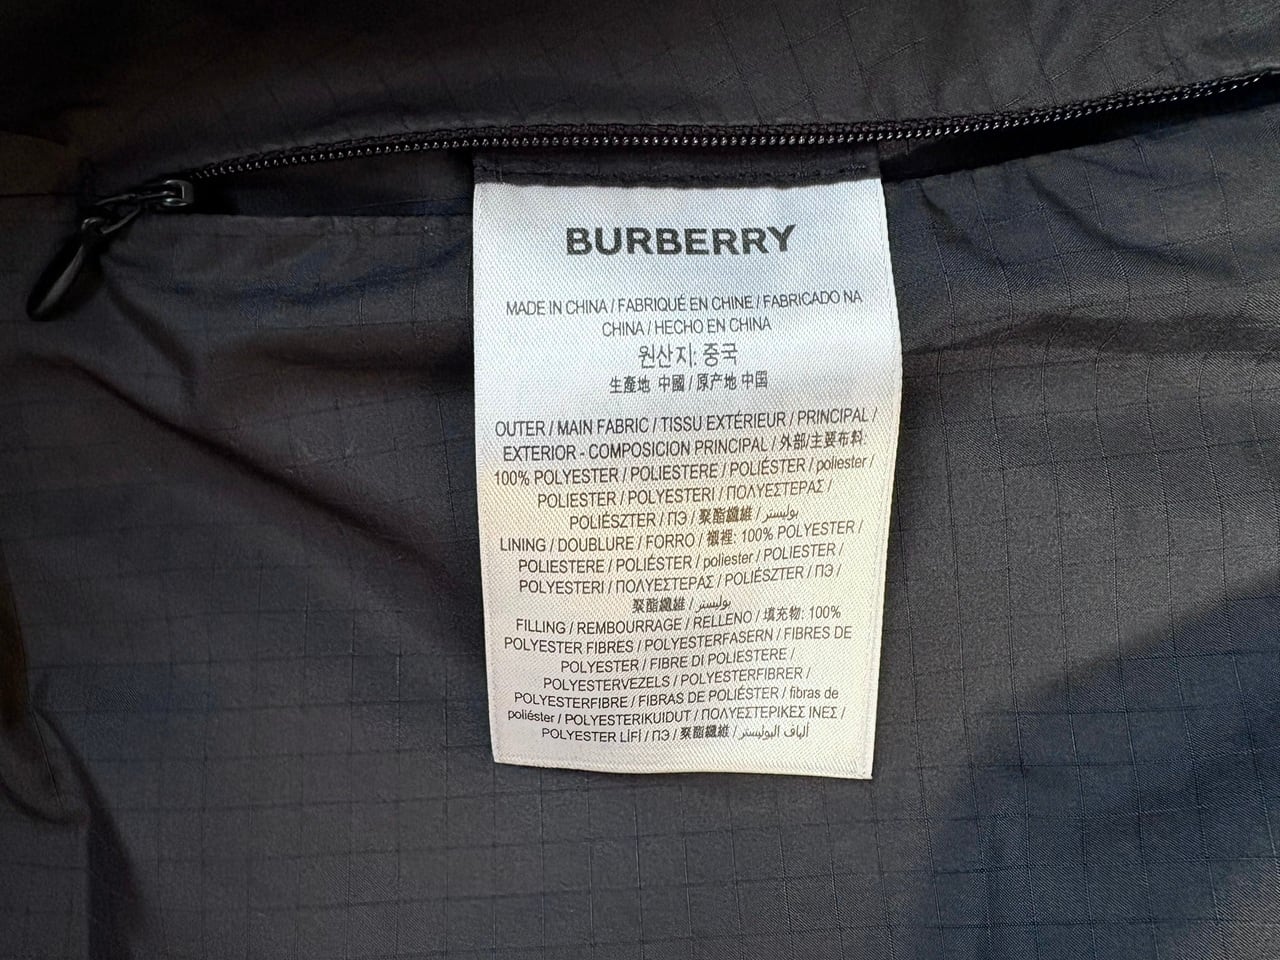 BURBERRY
MADE IN CHINA / FABRIQUÉ EN CHINE / FABRICADO NA
CHINA / HECHO EN CHINA
원산지: 중국
生產地 中國 / 原产地 中国
OUTER / MAIN FABRIC / TISSU EXTÉRIEUR / PRINCIPAL /
EXTERIOR - COMPOSICION PRINCIPAL / 外部/主要布料:
100% POLYESTER / POLIESTERE / POLIÉSTER / poliester /
POLIESTER / POLYESTERI / ΠΟΛΥΕΣΤΕΡΑΣ /
POLIÉSZTER / ПЭ / 聚酯纖維 / بوليستر
LINING / DOUBLURE / FORRO / 襯裡: 100% POLYESTER /
POLIESTERE / POLIÉSTER / poliester / POLIESTER /
POLYESTERI / ΠΟΛΥΕΣΤΕΡΑΣ / POLIÉSZTER / ПЭ /
聚酯纖維 / بوليستر
FILLING / REMBOURRAGE / RELLENO / 填充物: 100%
POLYESTER FIBRES / POLYESTERFASERN / FIBRES DE
POLYESTER / FIBRE DI POLIESTERE /
POLYESTERVEZELS / POLYESTERFIBRER /
POLYESTERFIBRE / FIBRAS DE POLIÉSTER / fibras de
poliéster / POLYESTERIKUIDUT / ΠΟΛΥΕΣΤΕΡΙΚΕΣ ΙΝΕΣ /
POLYESTER LİFİ / ПЭ / 聚酯纖維 / ألياف البوليستر